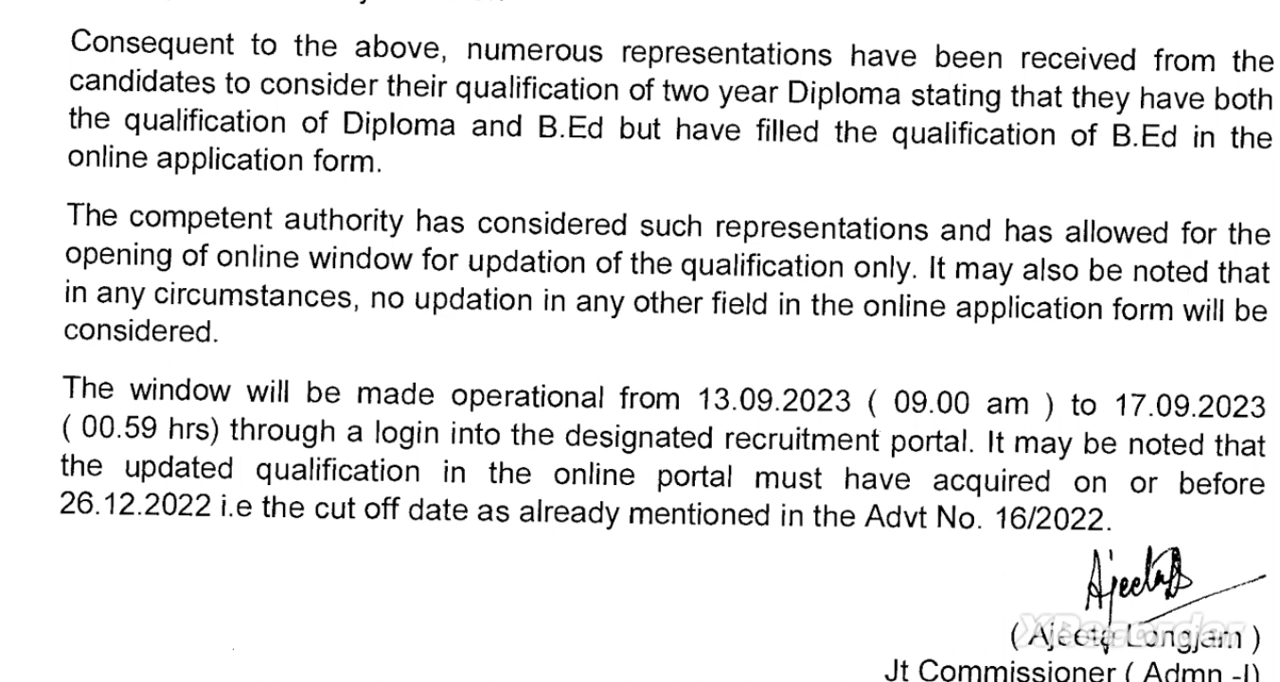 Consequent to the above, numerous representations have been received from the
candidates to consider their qualification of two year Diploma stating that they have both
the qualification of Diploma and B.Ed but have filled the qualification of B.Ed in the
online application form.
The competent authority has considered such representations and has allowed for the
opening of online window for updation of the qualification only. It may also be noted that
in any circumstances, no updation in any other field in the online application form will be
considered.
The window will be made operational from 13.09.2023 ( 09.00 am ) to 17.09.2023
( 00.59 hrs) through a login into the designated recruitment portal. It may be noted that
the updated qualification in the online portal must have acquired on or before
26.12.2022 i.e the cut off date as already mentioned in the Advt No. 16/2022.
XRecorder
( Ajeeta Longjam )
Jt Commissioner ( Admn -I)